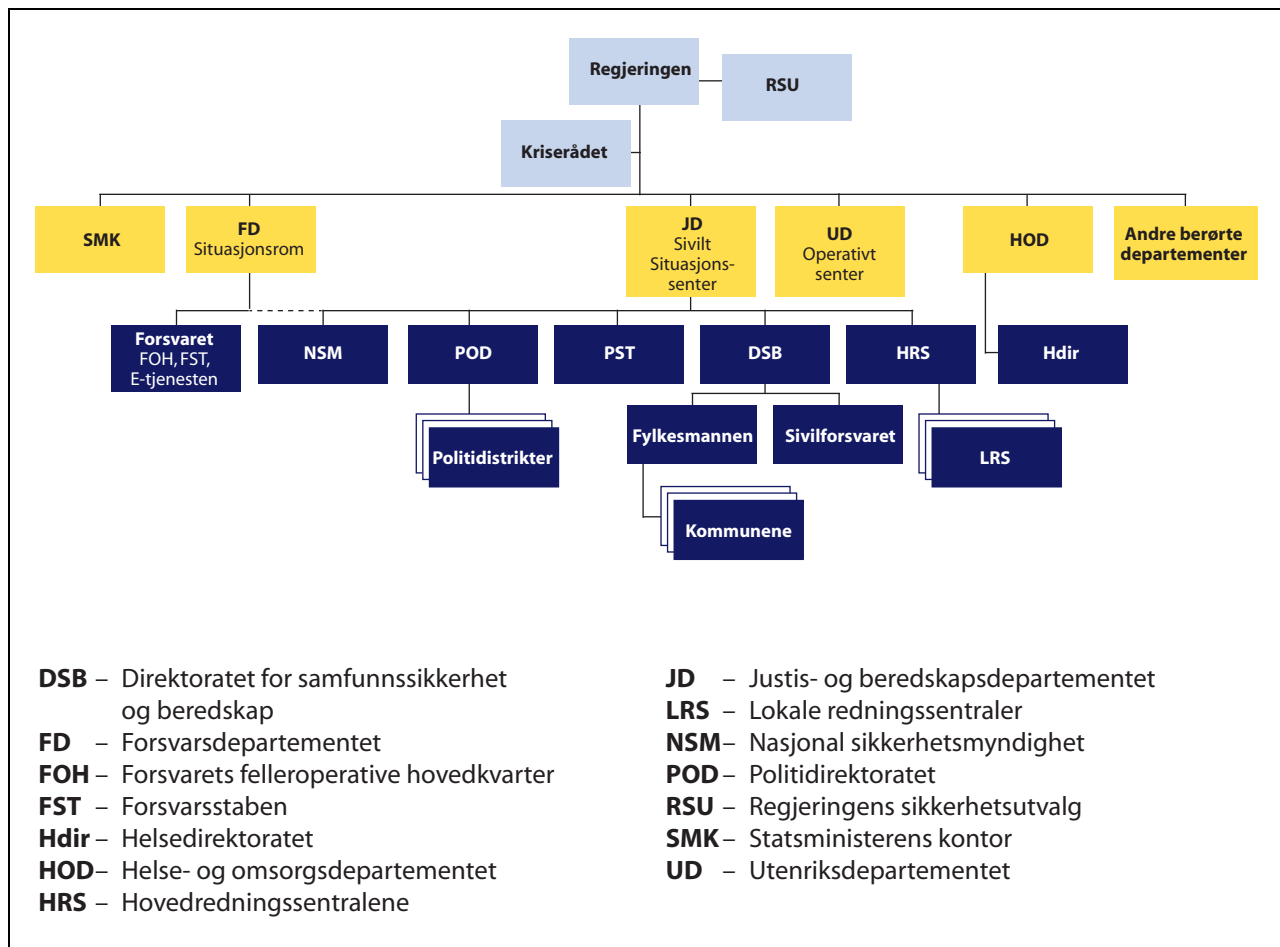 Regjeringen
RSU
Kriserådet
SMK
FD
Situasjonsrom
JD
Sivilt
Situasjons-
senter
UD
Operativt
senter
HOD
Andre berørte
departementer
Forsvaret
FOH, FST,
E-tjenesten
NSM
POD
PST
DSB
HRS
Hdir
Politidistrikter
Fylkesmannen
Sivilforsvaret
LRS
Kommunene
DSB – Direktoratet for samfunnssikkerhet
og beredskap
FD – Forsvarsdepartementet
FOH – Forsvarets felleroperative hovedkvarter
FST – Forsvarsstaben
Hdir – Helsedirektoratet
HOD – Helse- og omsorgsdepartementet
HRS – Hovedredningssentralene
JD – Justis- og beredskapsdepartementet
LRS – Lokale redningssentraler
NSM – Nasjonal sikkerhetsmyndighet
POD – Politidirektoratet
RSU – Regjeringens sikkerhetsutvalg
SMK – Statsministerens kontor
UD – Utenriksdepartementet